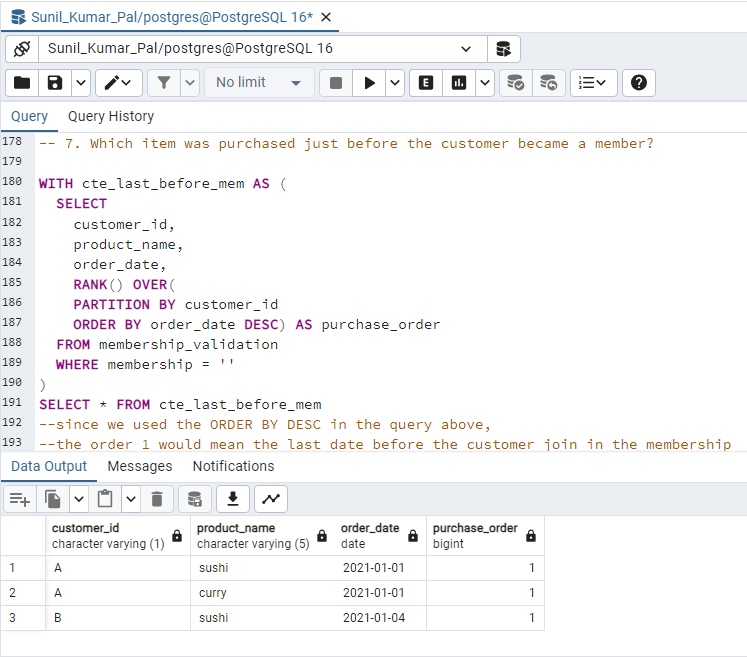 Sunil_Kumar_Pal/postgres@PostgreSQL 16*
Sunil_Kumar_Pal/postgres@PostgreSQL 16
No limit
E
Query Query History
178 -- 7. Which item was purchased just before the customer became a member?
179
180 WITH cte_last_before_mem AS (
181 SELECT
182 customer_id,
183 product_name,
184 order_date,
185 RANK() OVER(
186 PARTITION BY customer_id
187 ORDER BY order_date DESC) AS purchase_order
188 FROM membership_validation
189 WHERE membership = ''
190 )
191 SELECT * FROM cte_last_before_mem
192 --since we used the ORDER BY DESC in the query above,
193 --the order 1 would mean the last date before the customer join in the membership
Data Output Messages Notifications
customer_id product_name order_date purchase_order
character varying (1) character varying (5) date bigint
1 A sushi 2021-01-01 1
2 A curry 2021-01-01 1
3 B sushi 2021-01-04 1